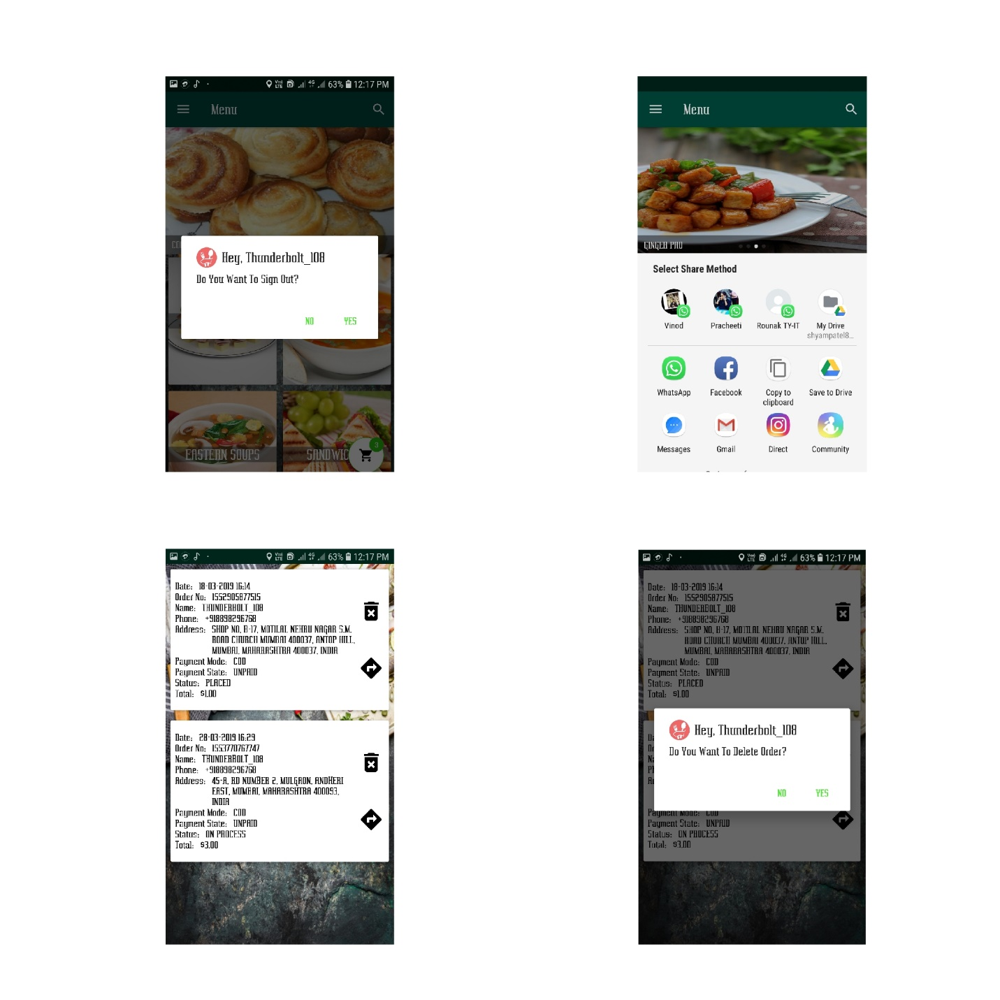 63% 12:17 PM
Menu
Hey, Thunderbolt_108
Do You Want To Sign Out?
NO YES
EASTERN SOUPS
3
Menu
GINGER PAO
Select Share Method
Vinod Pracheeti Rounak TY-IT My Drive
shyampatel8...
WhatsApp Facebook Copy to Save to Drive
clipboard
Messages Gmail Direct Community
63% 12:17 PM
Date: 18-03-2019 16:14
Order No: 1552905877515
Name: THUNDERBOLT_108
Phone: +918898296768
Address: SHOP NO, B-17, MOTILAL NEHRU NAGAR S.M.
ROAD CHURCH MUMBAI 400037, ANTOP HILL,
MUMBAI, MAHARASHTRA 400037, INDIA
Payment Mode: COD
Payment State: UNPAID
Status: PLACED
Total: $1.00
Date: 28-03-2019 16:29
Order No: 1553770767747
Name: THUNDERBOLT_108
Phone: +918898296768
Address: 45-A, RD NUMBER 2, MULGAON, ANDHERI
EAST, MUMBAI, MAHARASHTRA 400093,
INDIA
Payment Mode: COD
Payment State: UNPAID
Status: ON PROCESS
Total: $3.00
63% 12:17 PM
Date: 18-03-2019 16:14
Order No: 1552905877515
Name: THUNDERBOLT_108
Phone: +918898296768
Address: SHOP NO, B-17, MOTILAL NEHRU NAGAR S.M.
ROAD CHURCH MUMBAI 400037, ANTOP HILL,
MUMBAI, MAHARASHTRA 400037, INDIA
Payment Mode: COD
Payment State: UNPAID
Status: PLACED
Total: $1.00
Hey, Thunderbolt_108
Do You Want To Delete Order?
NO YES
Payment Mode: COD
Payment State: UNPAID
Status: ON PROCESS
Total: $3.00